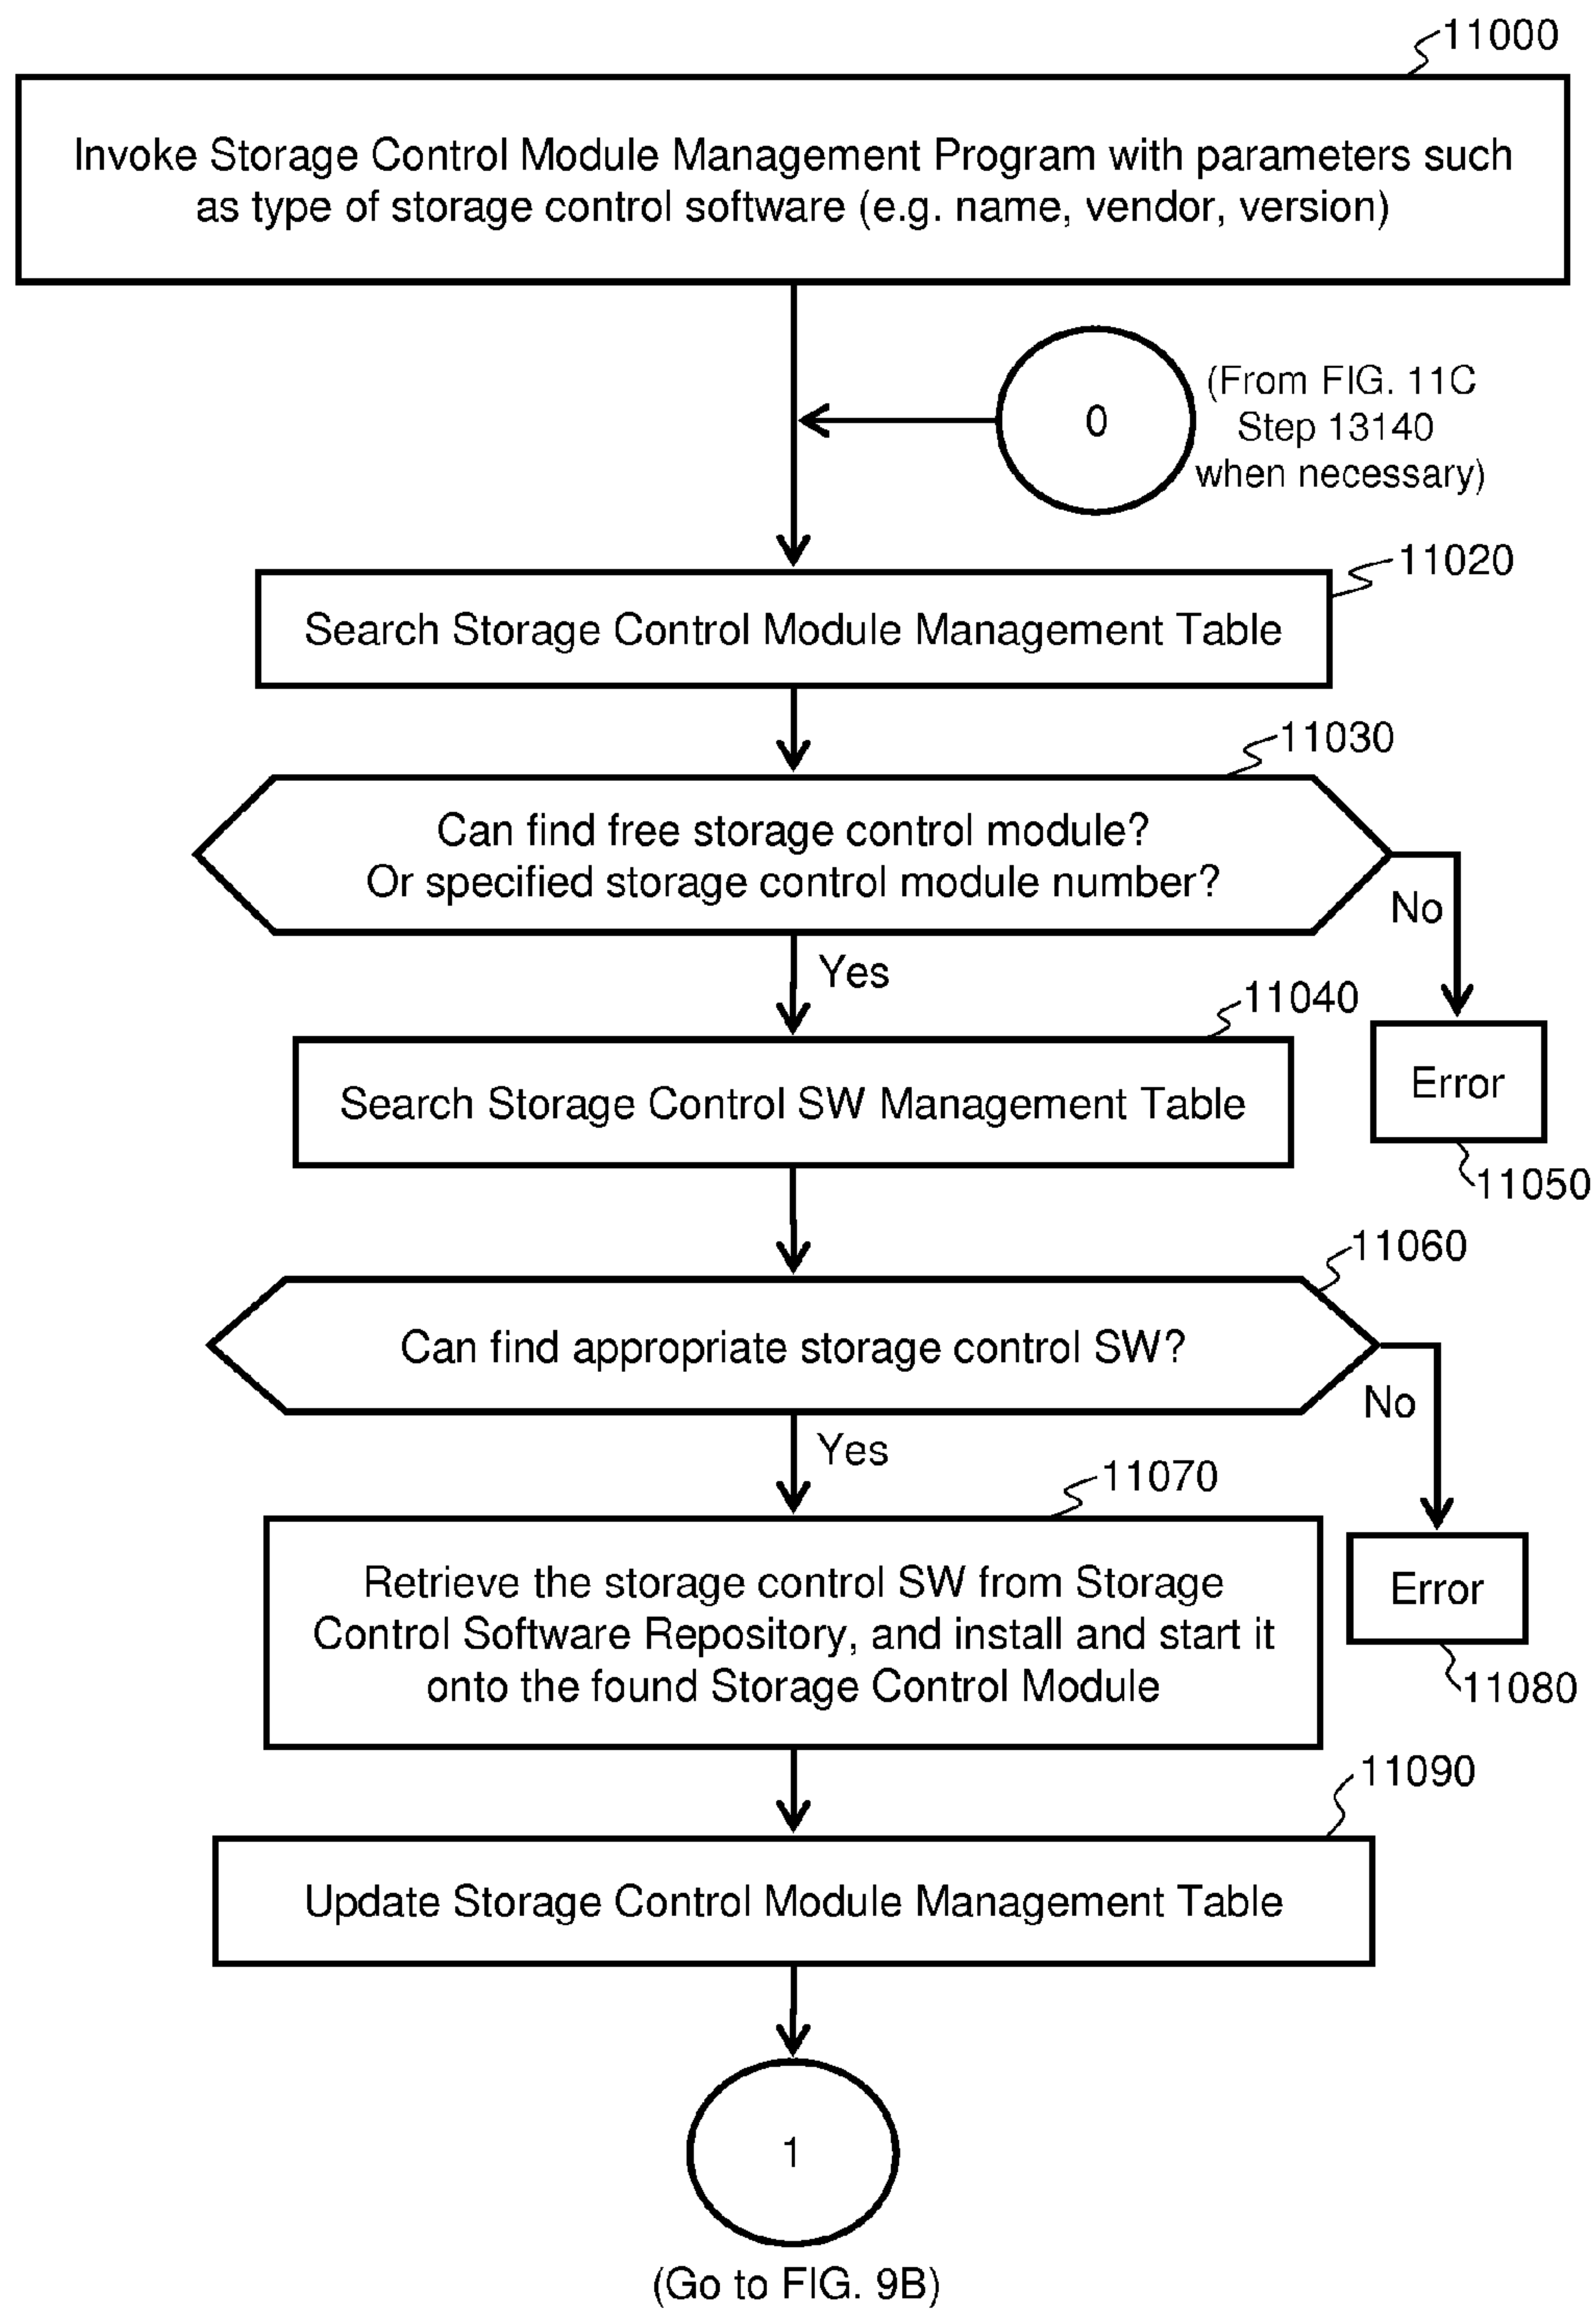 11000
Invoke Storage Control Module Management Program with parameters such
as type of storage control software (e.g. name, vendor, version)
0
(From FIG. 11C
Step 13140
when necessary)
11020
Search Storage Control Module Management Table
11030
Can find free storage control module?
Or specified storage control module number?
No
Yes
11040
Search Storage Control SW Management Table
Error
11050
11060
Can find appropriate storage control SW?
No
Yes
11070
Retrieve the storage control SW from Storage
Control Software Repository, and install and start it
onto the found Storage Control Module
Error
11080
11090
Update Storage Control Module Management Table
1
(Go to FIG. 9B)